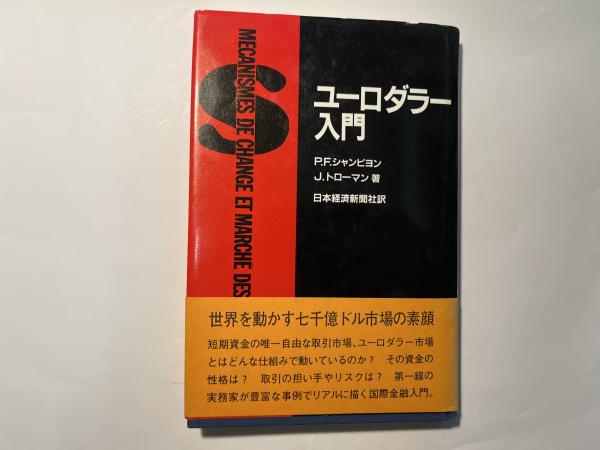 MECANISMES DE CHANGE ET MARCHE DES
S
ユーロダラー
入門
P.F.シャンピヨン
J.トローマン 著
日本経済新聞社訳
世界を動かす七千億ドル市場の素顔
短期資金の唯一自由な取引市場、ユーロダラー市場
とはどんな仕組みで動いているのか? その資金の
性格は? 取引の担い手やリスクは? 第一線の
実務家が豊富な事例でリアルに描く国際金融入門。